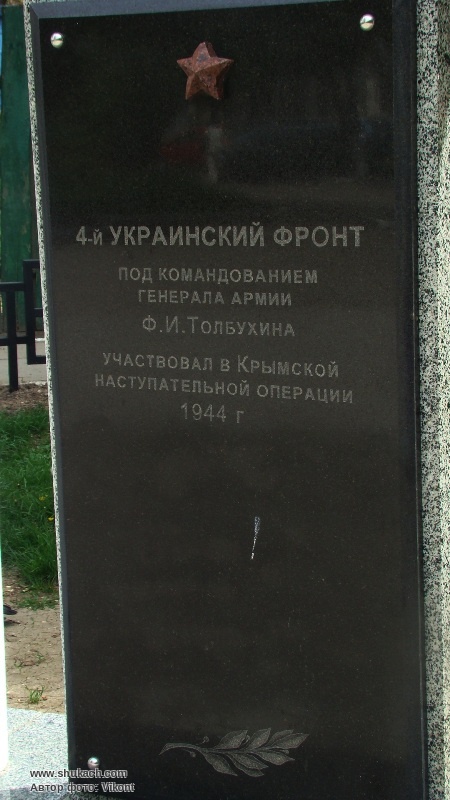 4-й УКРАИНСКИЙ ФРОНТ
ПОД КОМАНДОВАНИЕМ
ГЕНЕРАЛА АРМИИ
Ф.И.ТОЛБУХИНА
УЧАСТВОВАЛ В КРЫМСКОЙ
НАСТУПАТЕЛЬНОЙ ОПЕРАЦИИ
1944 г
www.shukach.com
Автор фото: Vikont